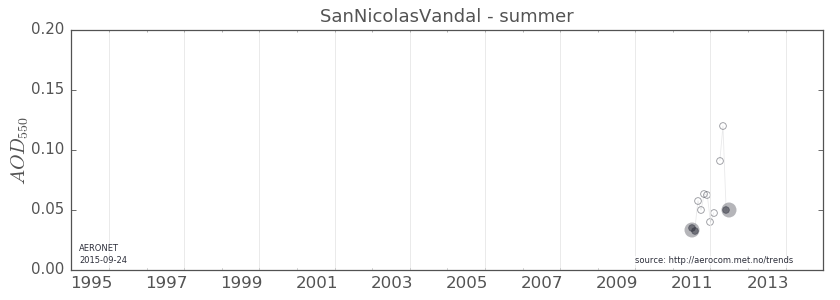 SanNicolasVandal - summer
0.20
0.15
0.10
0.05
0.00
AOD550
AERONET
2015-09-24
source: http://aerocom.met.no/trends
1995 1997 1999 2001 2003 2005 2007 2009 2011 2013